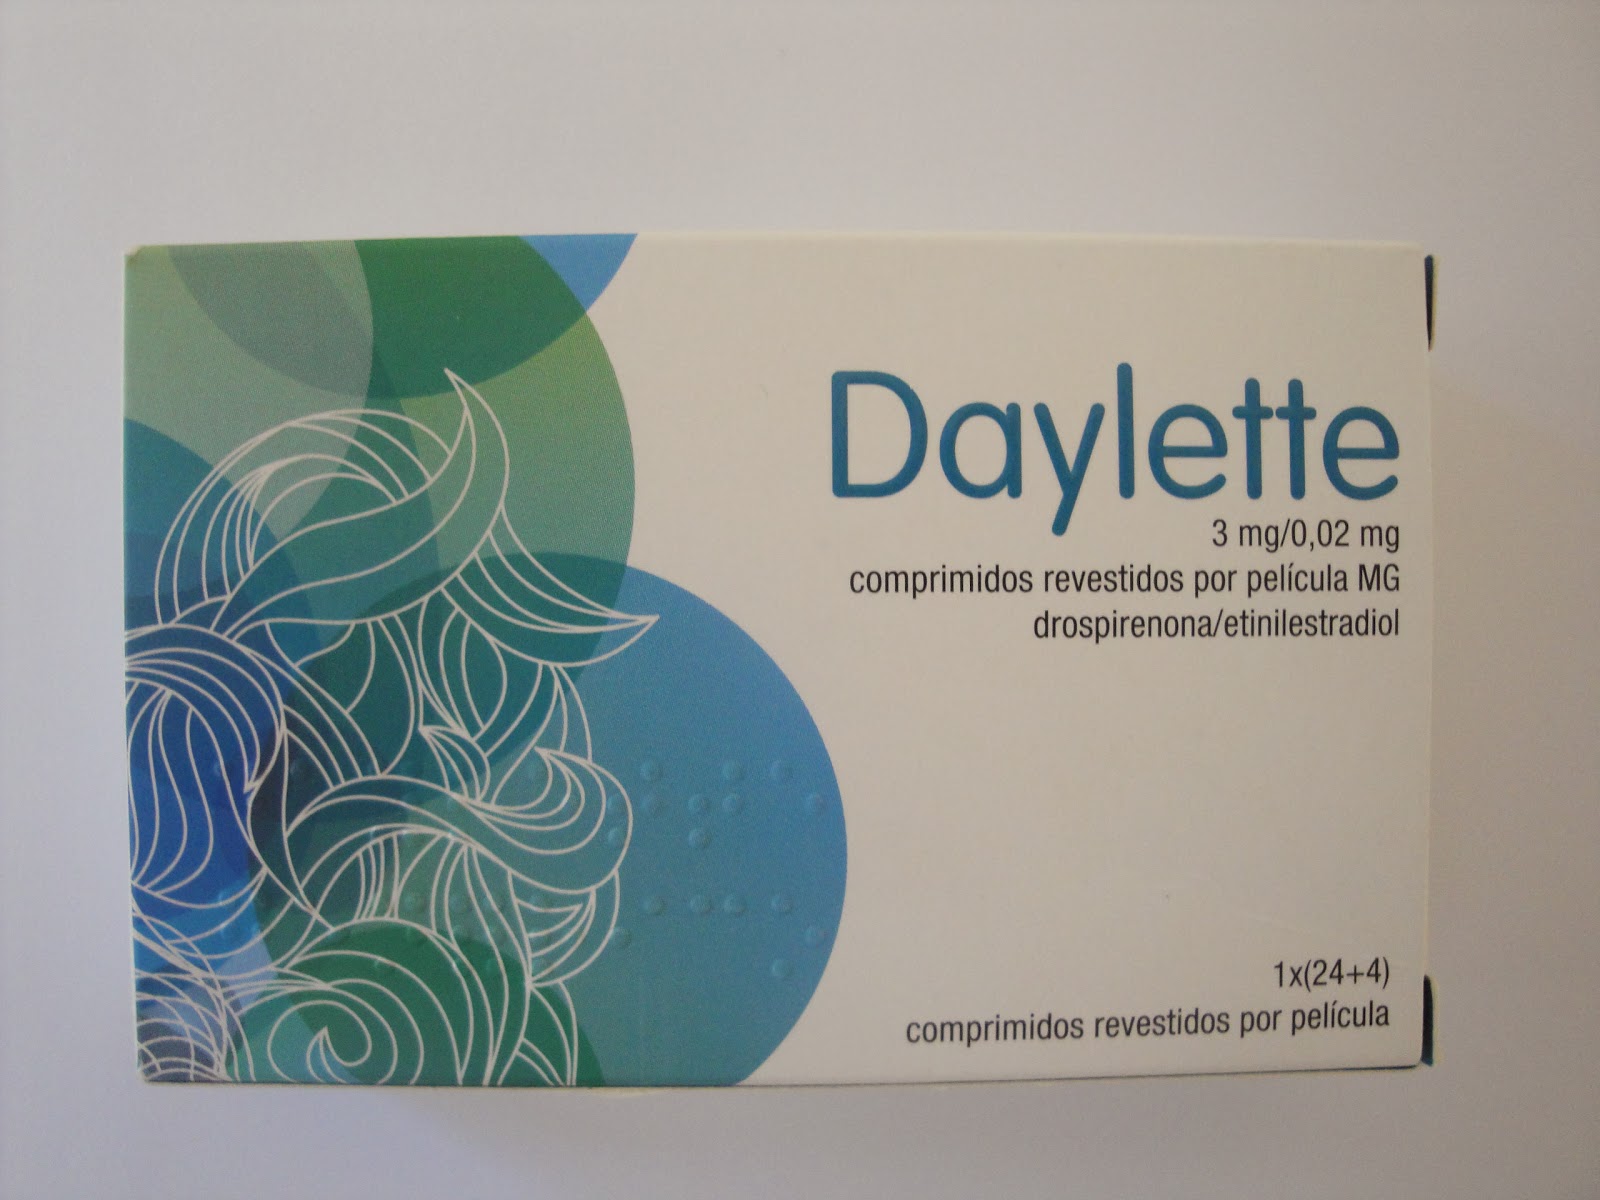 Daylette
3 mg/0,02 mg
comprimidos revestidos por película MG
drospirenona/etinilestradiol
1x(24+4)
comprimidos revestidos por película